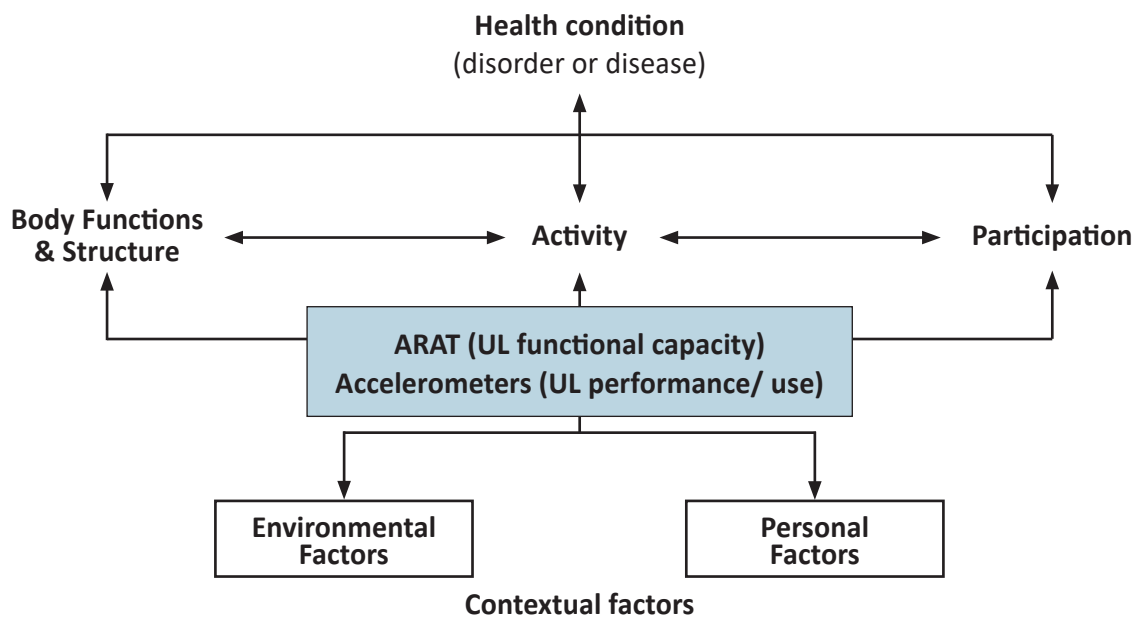 Health condition
(disorder or disease)
Body Functions
& Structure
Activity
Participation
ARAT (UL functional capacity)
Accelerometers (UL performance/ use)
Environmental
Factors
Personal
Factors
Contextual factors